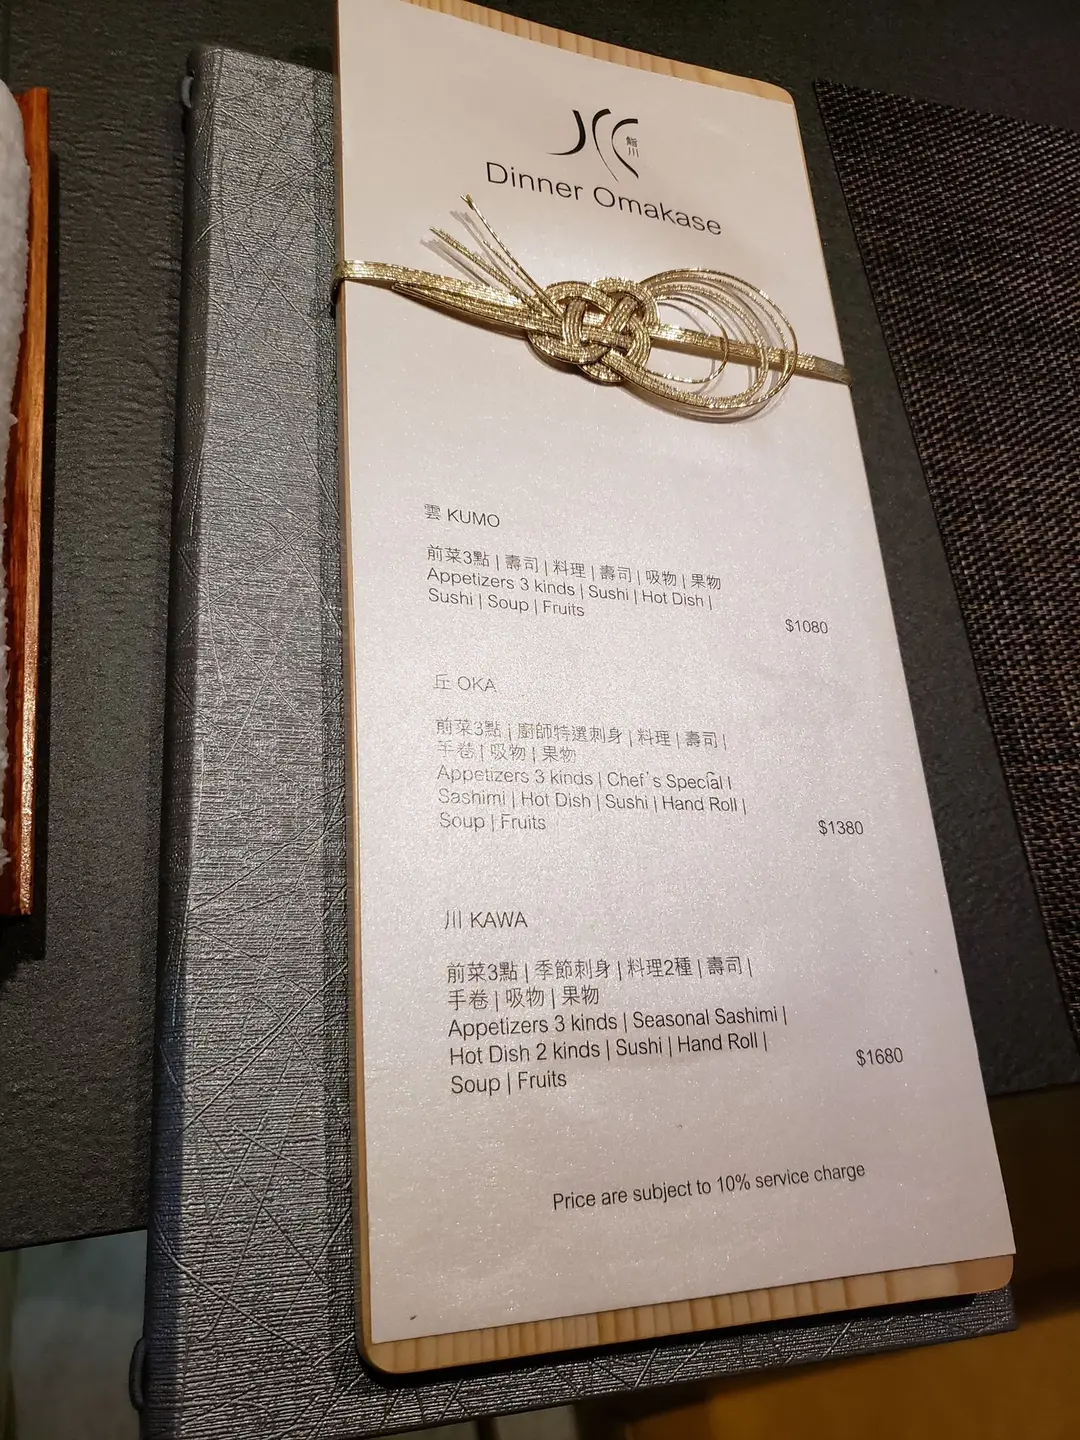 鮨川
Dinner Omakase
雲 KUMO
前菜3點 | 壽司 | 料理 | 壽司 | 吸物 | 果物
Appetizers 3 kinds | Sushi | Hot Dish |
Sushi | Soup | Fruits
$1080
丘 OKA
前菜3點 | 廚師特選刺身 | 料理 | 壽司 |
手卷 | 吸物 | 果物
Appetizers 3 kinds | Chef's Special |
Sashimi | Hot Dish | Sushi | Hand Roll |
Soup | Fruits
$1380
川 KAWA
前菜3點 | 季節刺身 | 料理2種 | 壽司 |
手卷 | 吸物 | 果物
Appetizers 3 kinds | Seasonal Sashimi |
Hot Dish 2 kinds | Sushi | Hand Roll |
Soup | Fruits
$1680
Price are subject to 10% service charge